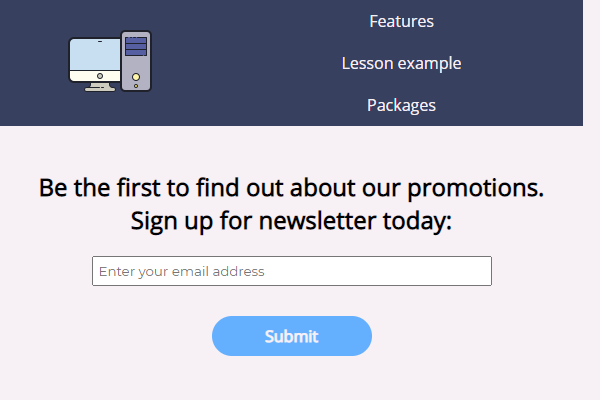 Features
Lesson example
Packages
Be the first to find out about our promotions.
Sign up for newsletter today:
Enter your email address
Submit